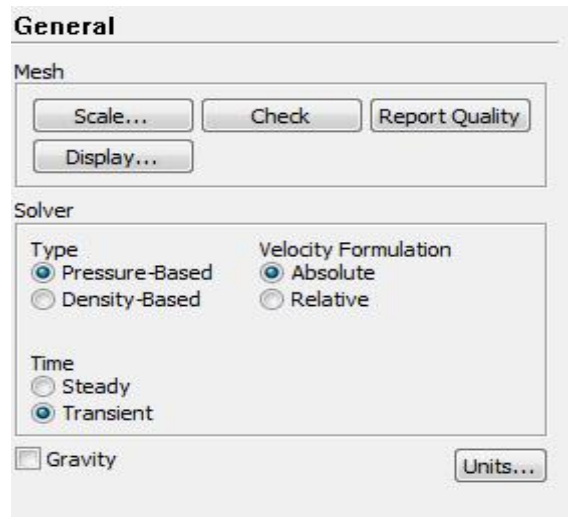 General
Mesh
Scale...
Check
Report Quality
Display...
Solver
Type
Velocity Formulation
Pressure-Based
Absolute
Density-Based
Relative
Time
Steady
Transient
Gravity
Units...